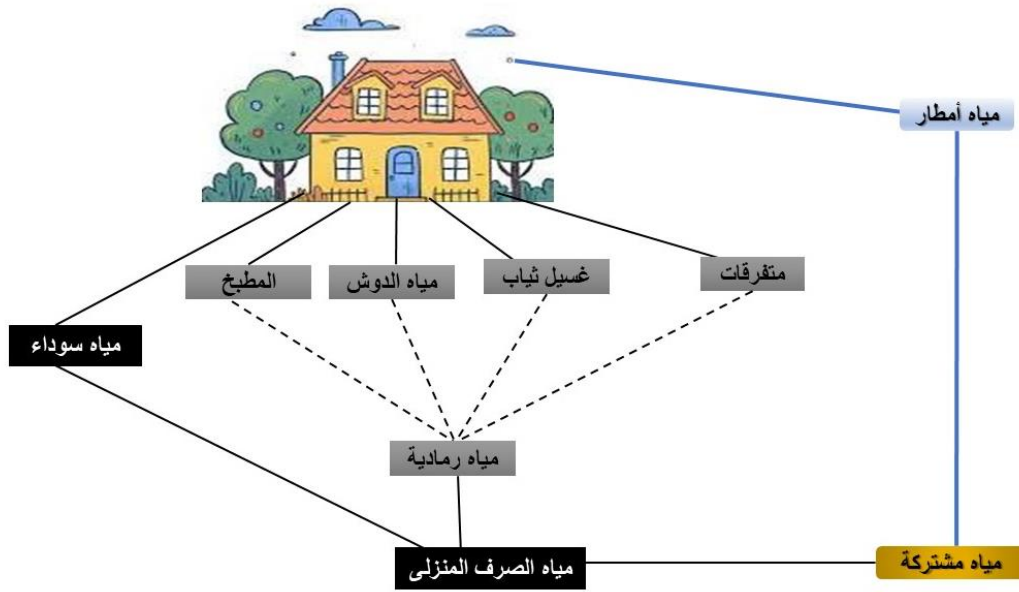 مياه أمطار
متفرقات
غسيل ثياب
مياه الدوش
المطبخ
مياه سوداء
مياه رمادية
مياه مشتركة
مياه الصرف المنزلى